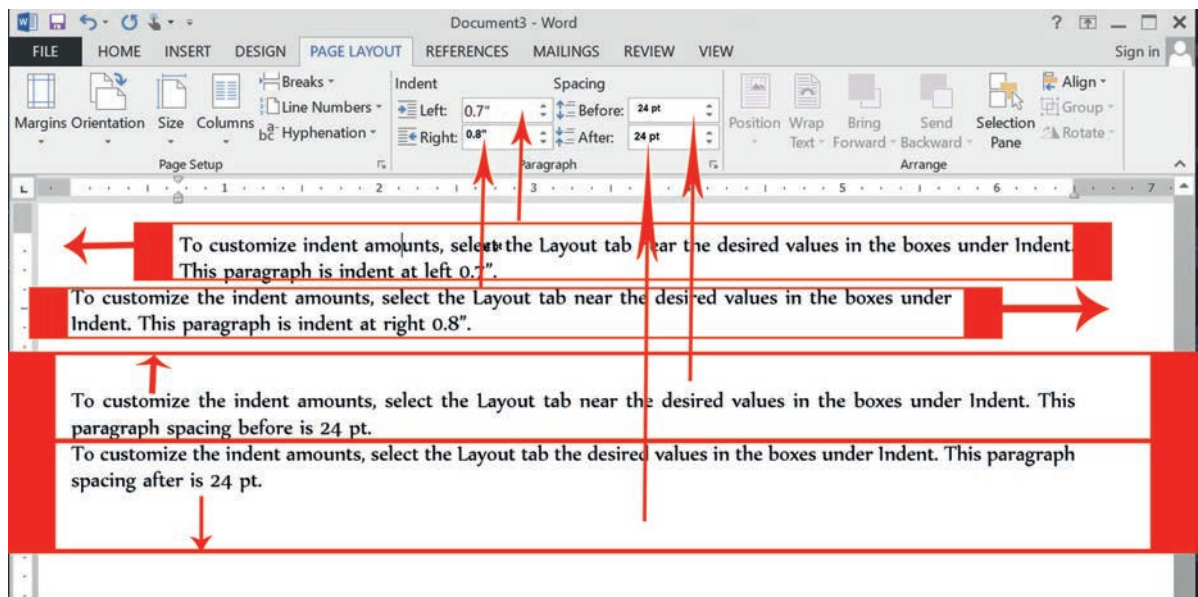 Document3 - Word
FILE HOME INSERT DESIGN PAGE LAYOUT REFERENCES MAILINGS REVIEW VIEW Sign in
Breaks Indent Spacing Align
Line Numbers Left: 0.7" Before: 24 pt Group
Margins Orientation Size Columns Hyphenation Right: 0.8" After: 24 pt Position Wrap Text Bring Forward Send Backward Selection Pane Rotate
Page Setup Paragraph Arrange
1 2 3 5 6 7
To customize indent amounts, select the Layout tab near the desired values in the boxes under Indent.
This paragraph is indent at left 0.7".
To customize the indent amounts, select the Layout tab near the desired values in the boxes under
Indent. This paragraph is indent at right 0.8".
To customize the indent amounts, select the Layout tab near the desired values in the boxes under Indent. This
paragraph spacing before is 24 pt.
To customize the indent amounts, select the Layout tab the desired values in the boxes under Indent. This paragraph
spacing after is 24 pt.